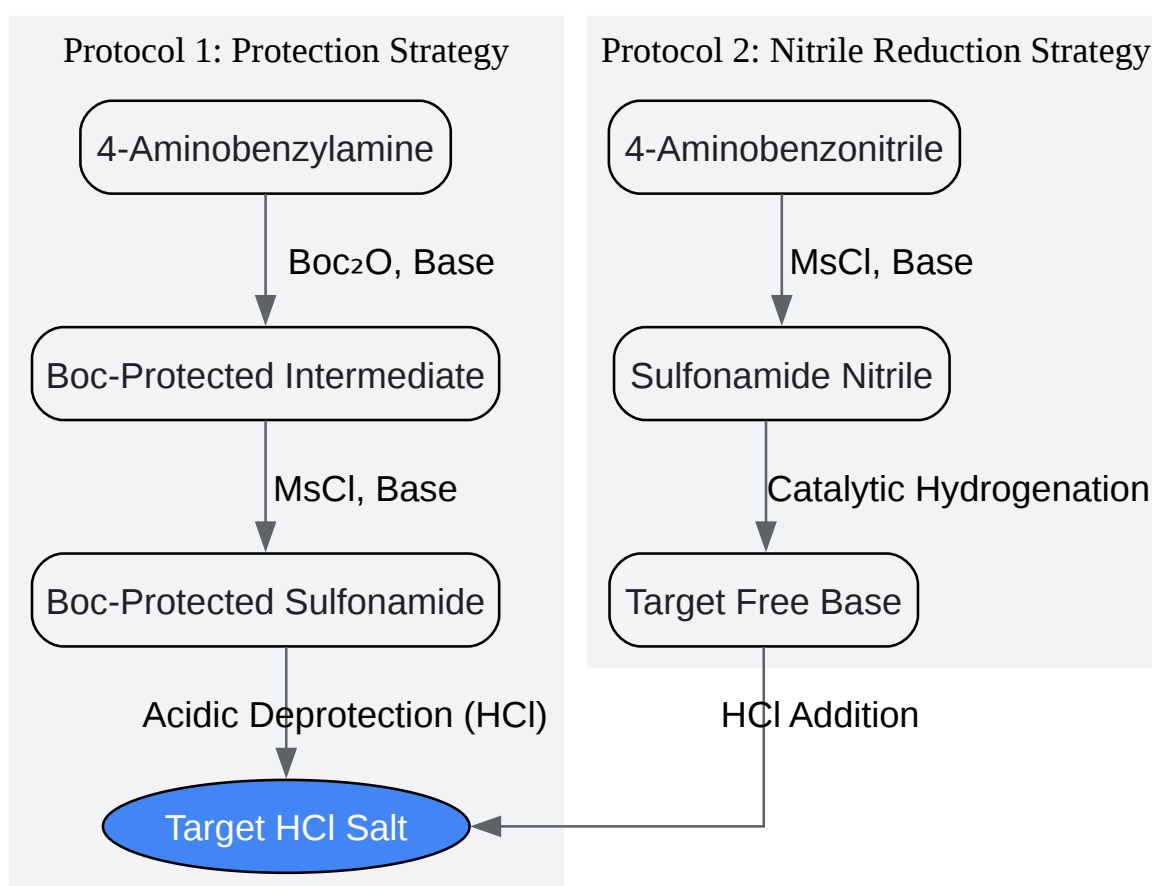 Protocol 1: Protection Strategy
4-Aminobenzylamine
Boc₂O, Base
Boc-Protected Intermediate
MsCl, Base
Boc-Protected Sulfonamide
Acidic Deprotection (HCl)
Target HCl Salt
Protocol 2: Nitrile Reduction Strategy
4-Aminobenzonitrile
MsCl, Base
Sulfonamide Nitrile
Catalytic Hydrogenation
Target Free Base
HCl Addition